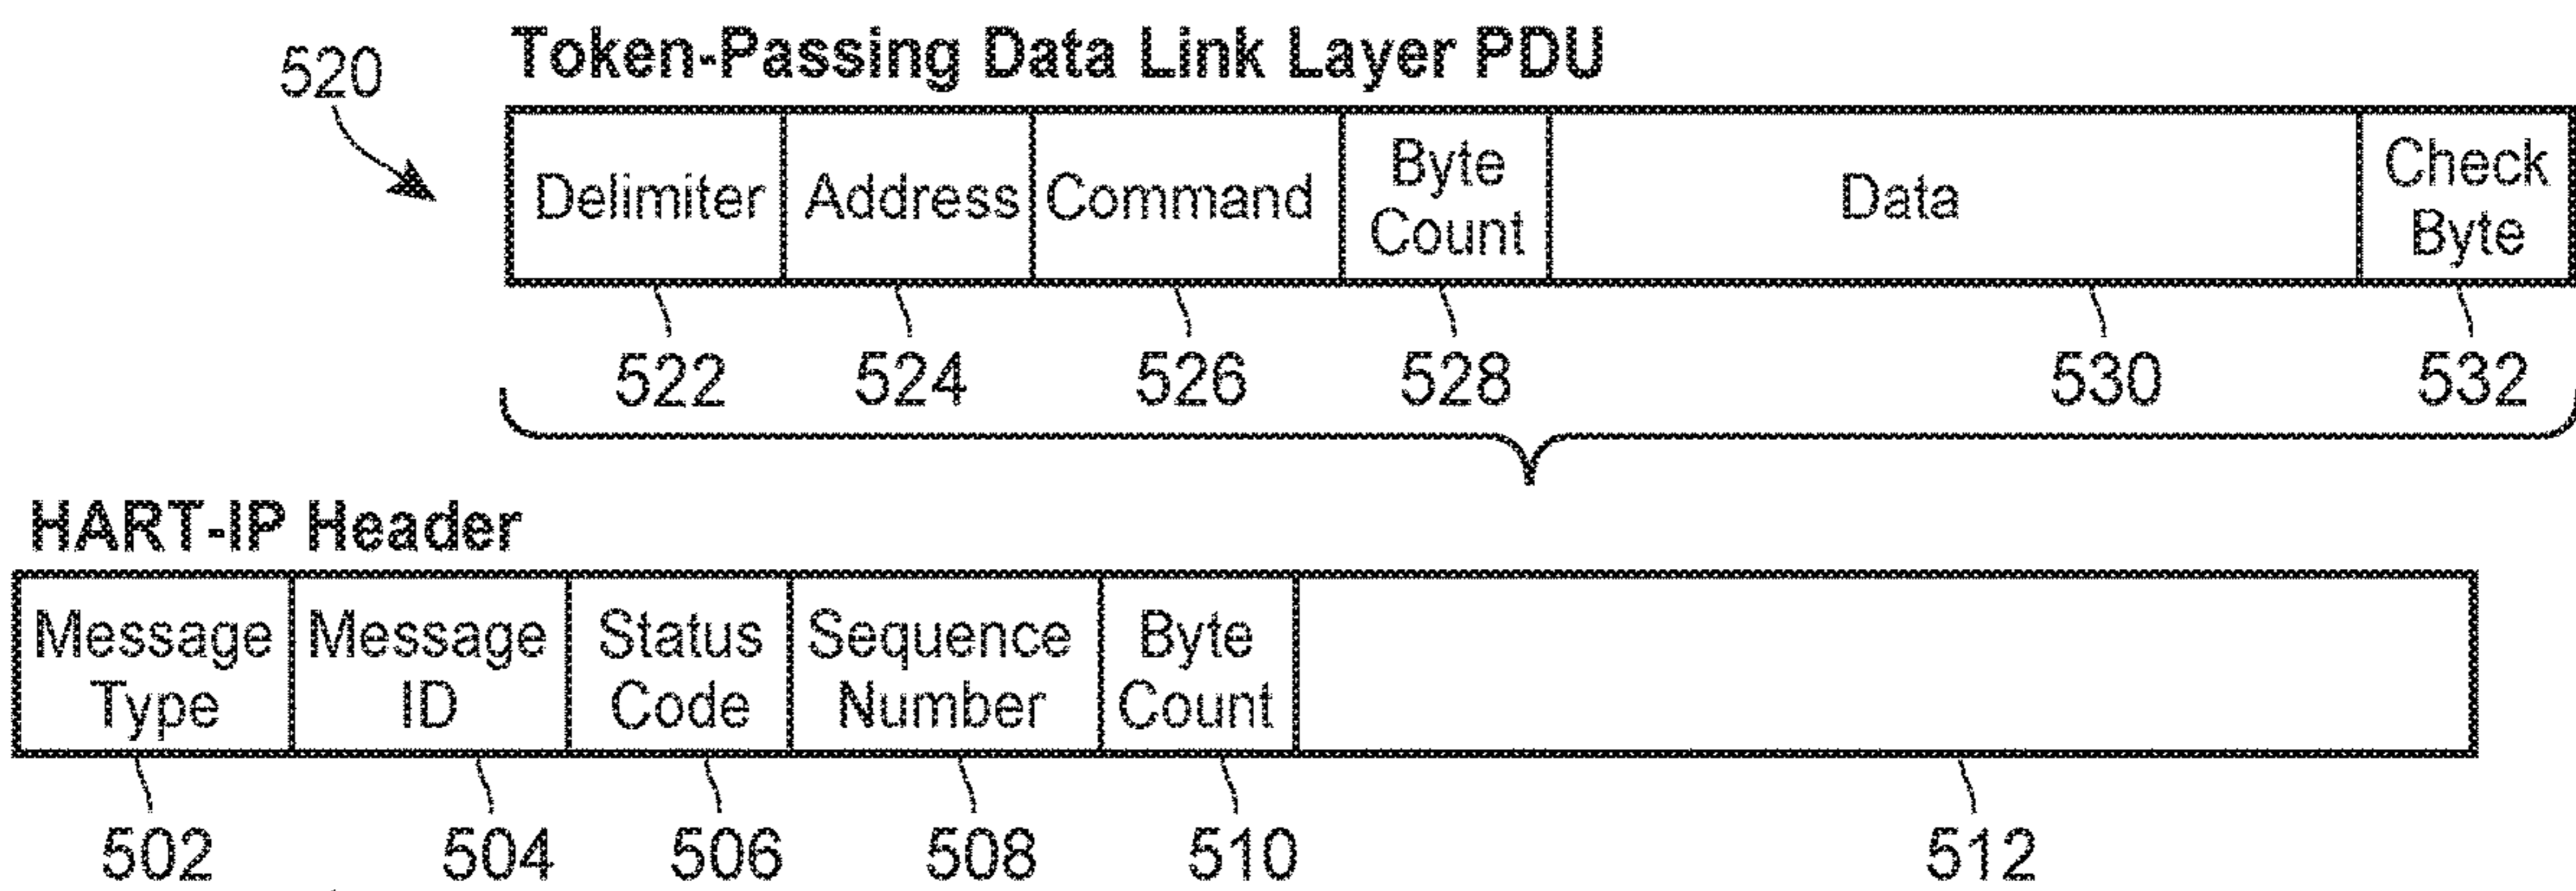 520
Token-Passing Data Link Layer PDU
Delimiter Address Command Byte Count Data Check Byte
522 524 526 528 530 532
HART-IP Header
Message Type Message ID Status Code Sequence Number Byte Count
502 504 506 508 510 512